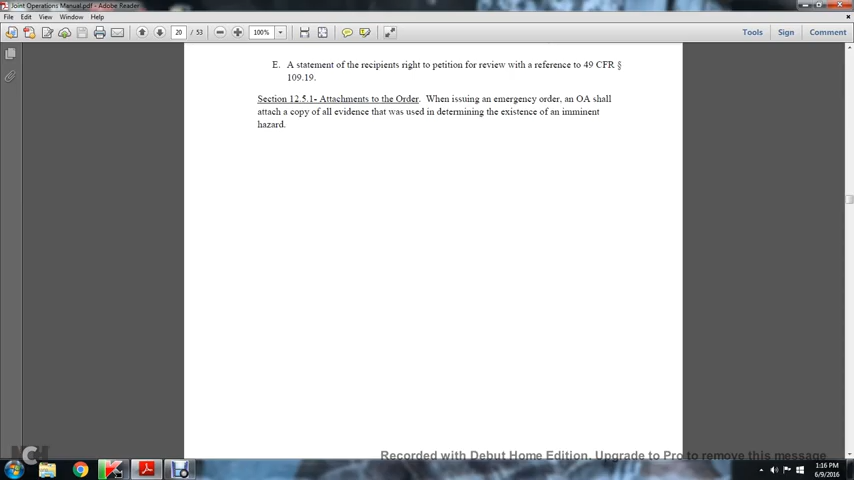 Joint Operations Manual.pdf - Adobe Reader
File Edit View Window Help
20 / 53 100% Tools Sign Comment
E. A statement of the recipients right to petition for review with a reference to 49 CFR §
109.19.
Section 12.5.1- Attachments to the Order. When issuing an emergency order, an OA shall
attach a copy of all evidence that was used in determining the existence of an imminent
hazard.
NCH
Recorded with Debut Home Edition. Upgrade to Pro to remove this message
1:16 PM
6/9/2016